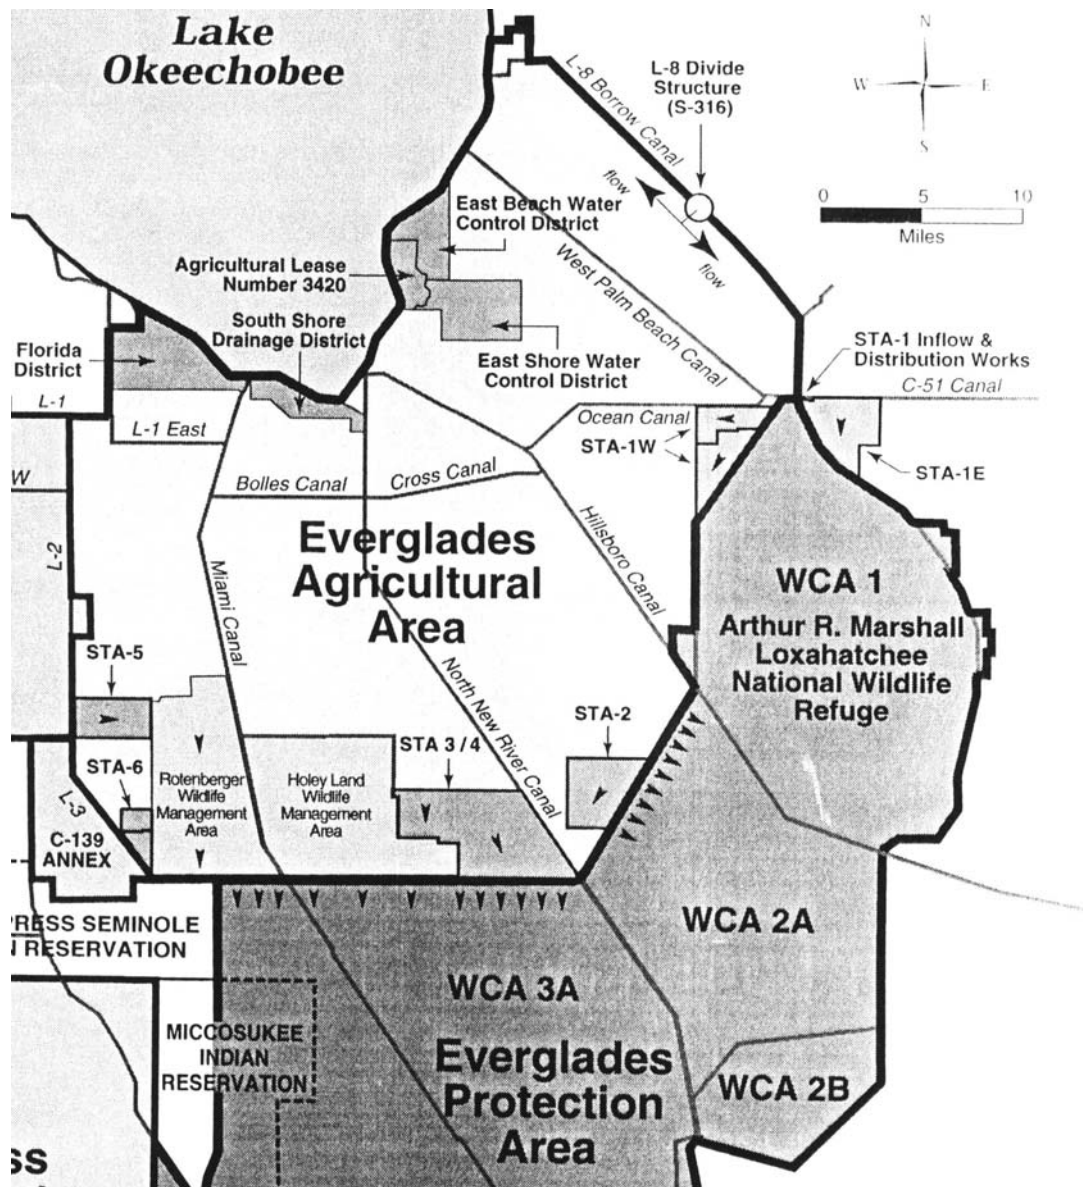 Lake
Okeechobee
N
W
E
S
L-8 Divide
Structure
(S-316)
L-8 Borrow Canal
flow
flow
0
5
10
Miles
East Beach Water
Control District
Agricultural Lease
Number 3420
South Shore
Drainage District
East Shore Water
Control District
West Palm Beach Canal
Florida
District
L-1
L-1 East
STA-1 Inflow &
Distribution Works
C-51 Canal
Ocean Canal
STA-1W
STA-1E
W
Bolles Canal
Cross Canal
L-2
Everglades
Agricultural
Area
Hillsboro Canal
Miami Canal
North New River Canal
WCA 1
Arthur R. Marshall
Loxahatchee
National Wildlife
Refuge
STA-5
STA-2
STA 3 / 4
STA-6
L-3
Rotenberger
Wildlife
Management
Area
Holey Land
Wildlife
Management
Area
C-139
ANNEX
PRESS SEMINOLE
N RESERVATION
WCA 2A
WCA 3A
MICCOSUKEE
INDIAN
RESERVATION
Everglades
Protection
Area
WCA 2B
ss